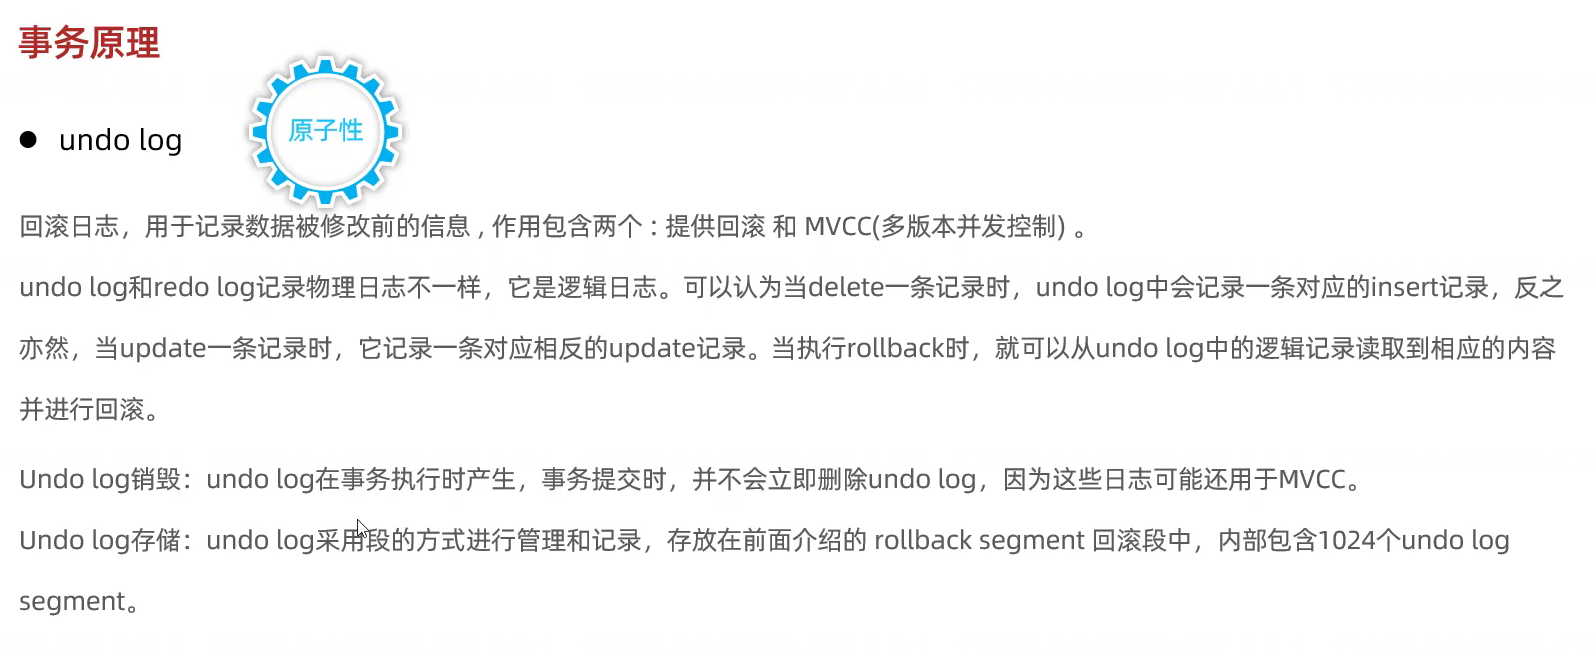 事务原理
● undo log
原子性
回滚日志，用于记录数据被修改前的信息 , 作用包含两个 : 提供回滚 和 MVCC(多版本并发控制) 。
undo log和redo log记录物理日志不一样，它是逻辑日志。可以认为当delete一条记录时，undo log中会记录一条对应的insert记录，反之
亦然，当update一条记录时，它记录一条对应相反的update记录。当执行rollback时，就可以从undo log中的逻辑记录读取到相应的内容
并进行回滚。
Undo log销毁：undo log在事务执行时产生，事务提交时，并不会立即删除undo log，因为这些日志可能还用于MVCC。
Undo log存储：undo log采用段的方式进行管理和记录，存放在前面介绍的 rollback segment 回滚段中，内部包含1024个undo log
segment。